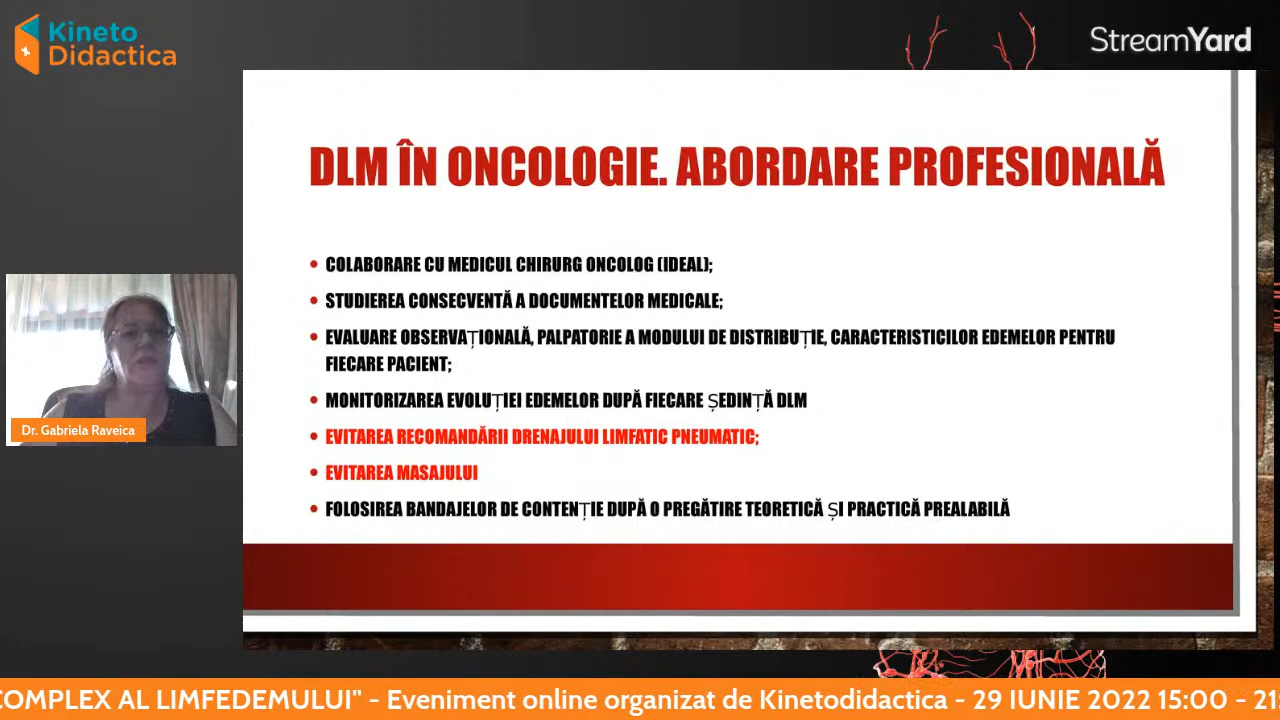 Kineto
Didactica
StreamYard
DLM ÎN ONCOLOGIE. ABORDARE PROFESIONALĂ
• COLABORARE CU MEDICUL CHIRURG ONCOLOG (IDEAL);
• STUDIEREA CONSECVENTĂ A DOCUMENTELOR MEDICALE;
• EVALUARE OBSERVAȚIONALĂ, PALPATORIE A MODULUI DE DISTRIBUȚIE, CARACTERISTICILOR EDEMELOR PENTRU
FIECARE PACIENT;
• MONITORIZAREA EVOLUȚIEI EDEMELOR DUPĂ FIECARE ȘEDINȚĂ DLM
• EVITAREA RECOMANDĂRII DRENAJULUI LIMFATIC PNEUMATIC;
• EVITAREA MASAJULUI
• FOLOSIREA BANDAJELOR DE CONTENȚIE DUPĂ O PREGĂTIRE TEORETICĂ ȘI PRACTICĂ PREALABILĂ
Dr. Gabriela Raveica
COMPLEX AL LIMFEDEMULUI" - Eveniment online organizat de Kinetodidactica - 29 IUNIE 2022 15:00 - 21: